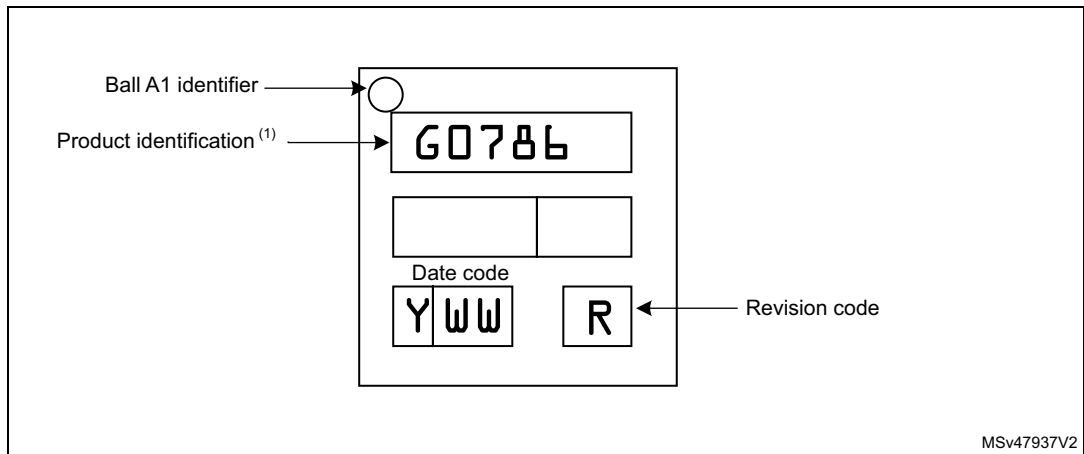 Ball A1 identifier
Product identification (1)
G0786
Date code
Y WW
R
Revision code
MSv47937V2